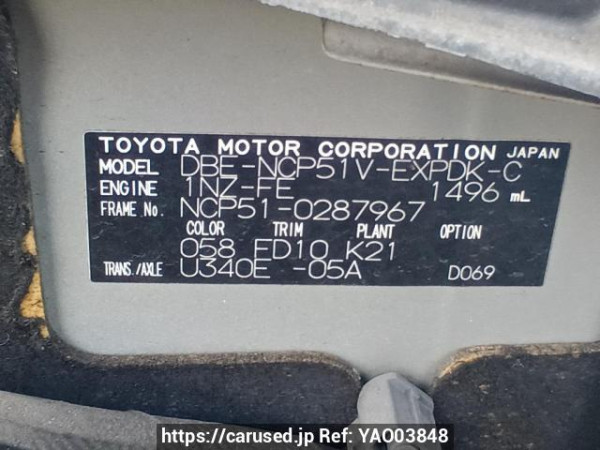 TOYOTA MOTOR CORPORATION JAPAN
MODEL DBE-NCP51V-EXPDK-C
ENGINE 1NZ-FE 1496 mL
FRAME No. NCP51-0287967
COLOR TRIM PLANT OPTION
058 FD10 K21
TRANS./AXLE U340E -05A D069
https://carused.jp Ref: YAO03848